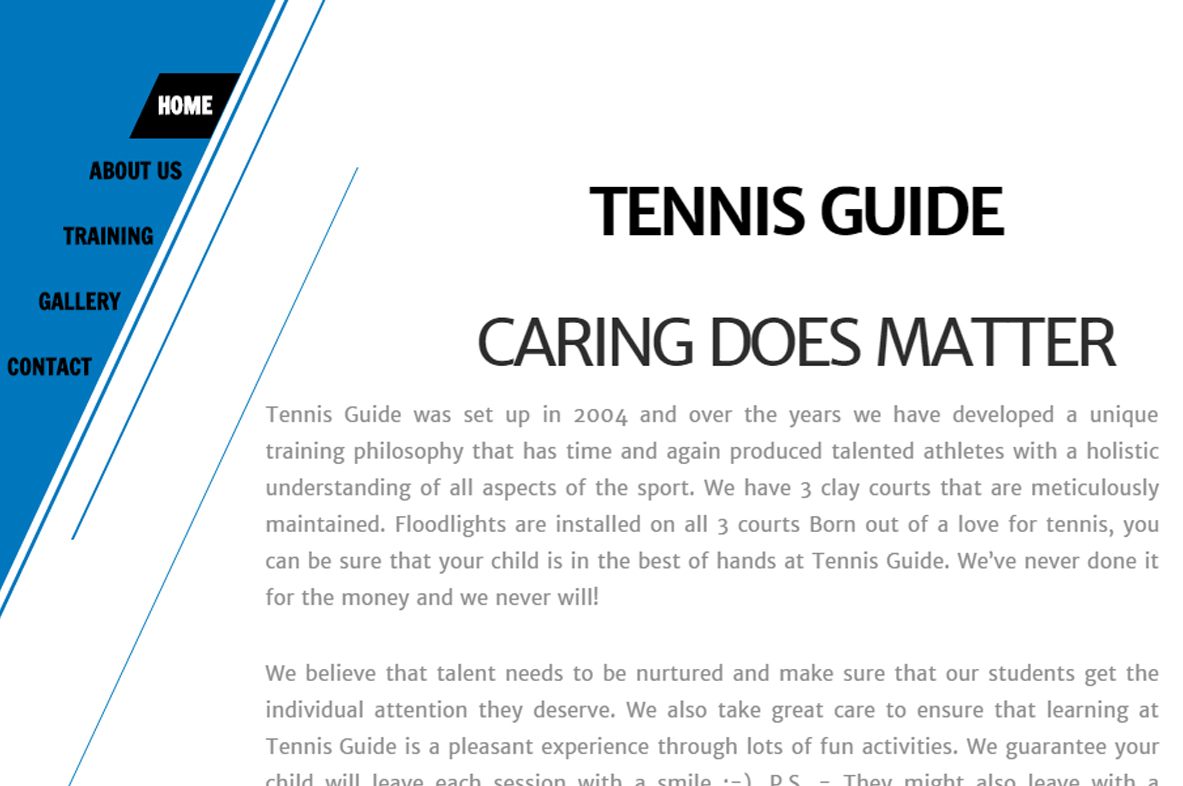 HOME
ABOUT US
TRAINING
GALLERY
CONTACT
TENNIS GUIDE
CARING DOES MATTER
Tennis Guide was set up in 2004 and over the years we have developed a unique
training philosophy that has time and again produced talented athletes with a holistic
understanding of all aspects of the sport. We have 3 clay courts that are meticulously
maintained. Floodlights are installed on all 3 courts Born out of a love for tennis, you
can be sure that your child is in the best of hands at Tennis Guide. We’ve never done it
for the money and we never will!
We believe that talent needs to be nurtured and make sure that our students get the
individual attention they deserve. We also take great care to ensure that learning at
Tennis Guide is a pleasant experience through lots of fun activities. We guarantee your
child will leave each session with a smile :-). P.S. – They might also leave with a